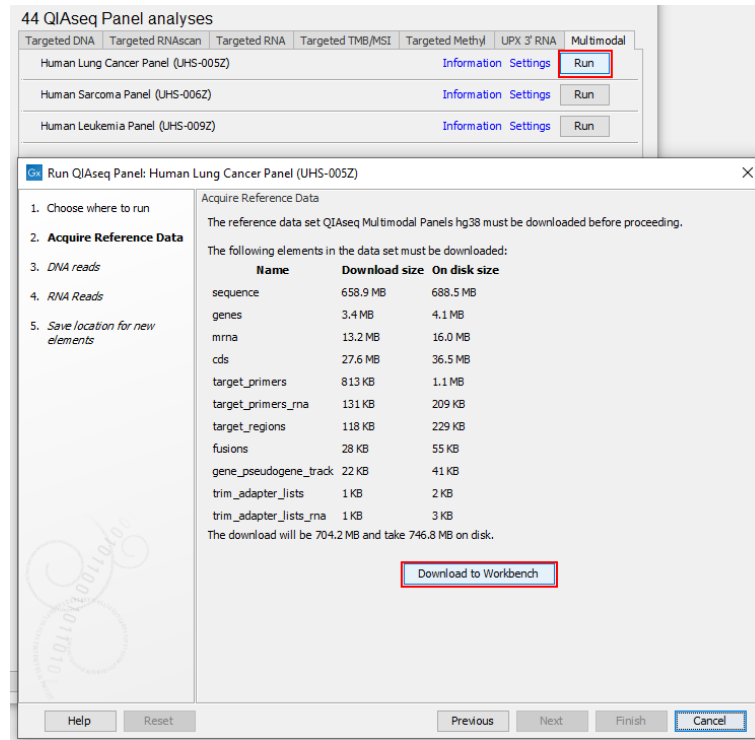 44 QIAseq Panel analyses
Targeted DNA Targeted RNAscan Targeted RNA Targeted TMB/MSI Targeted Methyl UPX 3' RNA Multimodal
Human Lung Cancer Panel (UHS-005Z) Information Settings Run
Human Sarcoma Panel (UHS-006Z) Information Settings Run
Human Leukemia Panel (UHS-009Z) Information Settings Run
Gx Run QIAseq Panel: Human Lung Cancer Panel (UHS-005Z)
1. Choose where to run
2. Acquire Reference Data
3. DNA reads
4. RNA Reads
5. Save location for new
elements
Acquire Reference Data
The reference data set QIAseq Multimodal Panels hg38 must be downloaded before proceeding.
The following elements in the data set must be downloaded:
Name Download size On disk size
sequence 658.9 MB 688.5 MB
genes 3.4 MB 4.1 MB
mrna 13.2 MB 16.0 MB
cds 27.6 MB 36.5 MB
target_primers 813 KB 1.1 MB
target_primers_rna 131 KB 209 KB
target_regions 118 KB 229 KB
fusions 28 KB 55 KB
gene_pseudogene_track 22 KB 41 KB
trim_adapter_lists 1 KB 2 KB
trim_adapter_lists_rna 1 KB 3 KB
The download will be 704.2 MB and take 746.8 MB on disk.
Download to Workbench
Help Reset Previous Next Finish Cancel